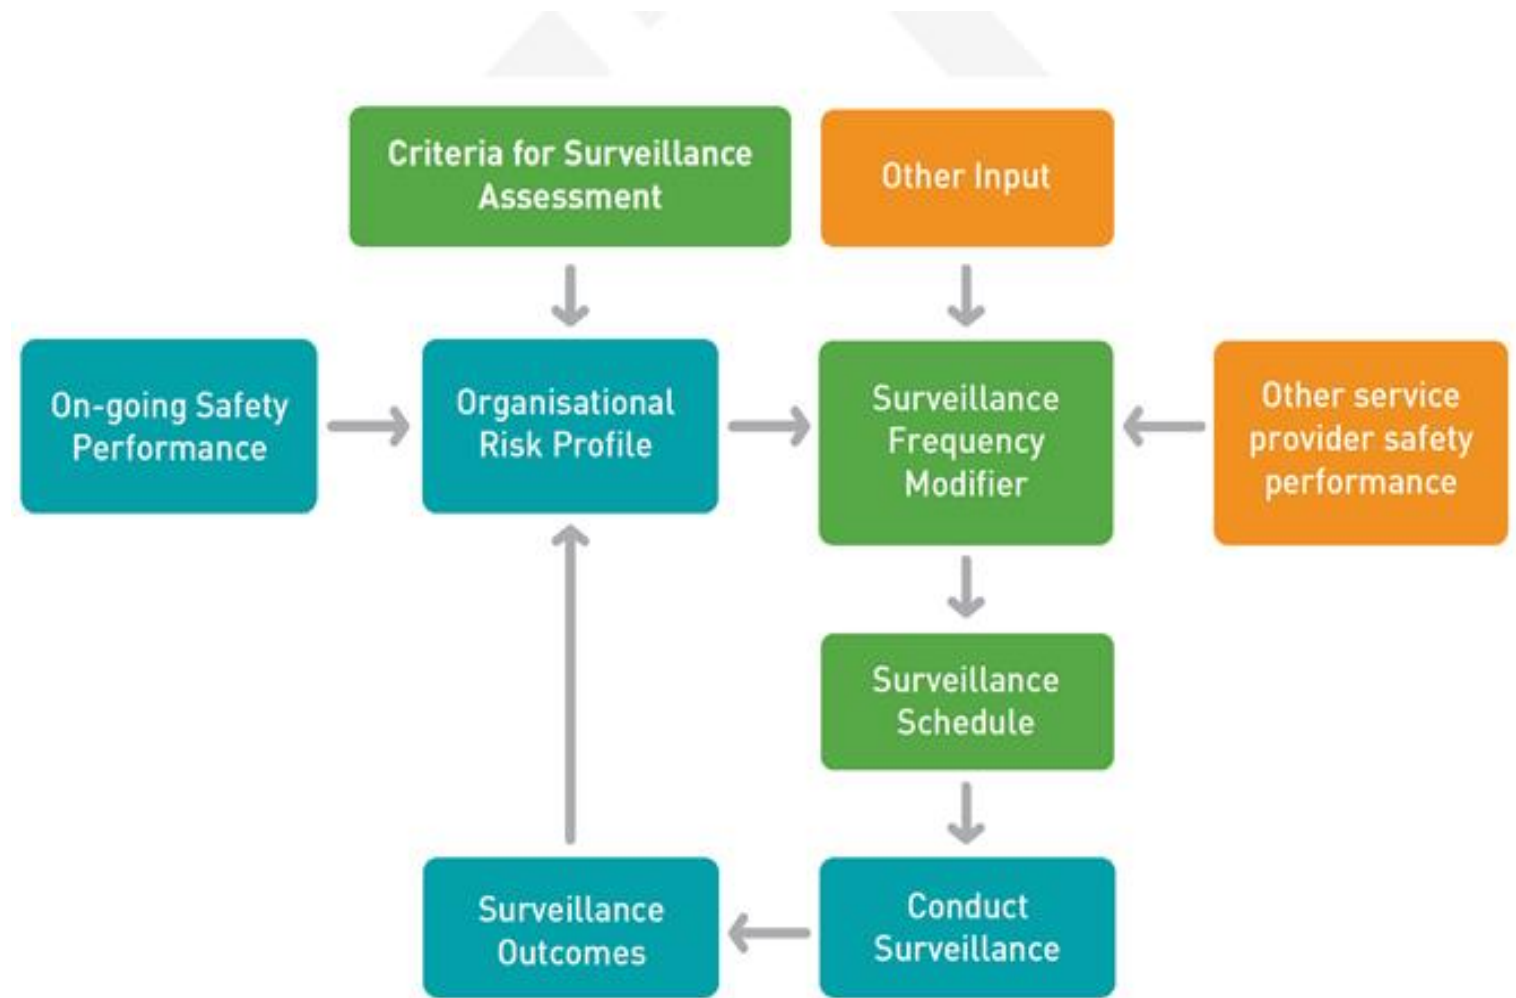 Criteria for Surveillance
Assessment
Other Input
On-going Safety
Performance
Organisational
Risk Profile
Surveillance
Frequency
Modifier
Other service
provider safety
performance
Surveillance
Schedule
Surveillance
Outcomes
Conduct
Surveillance